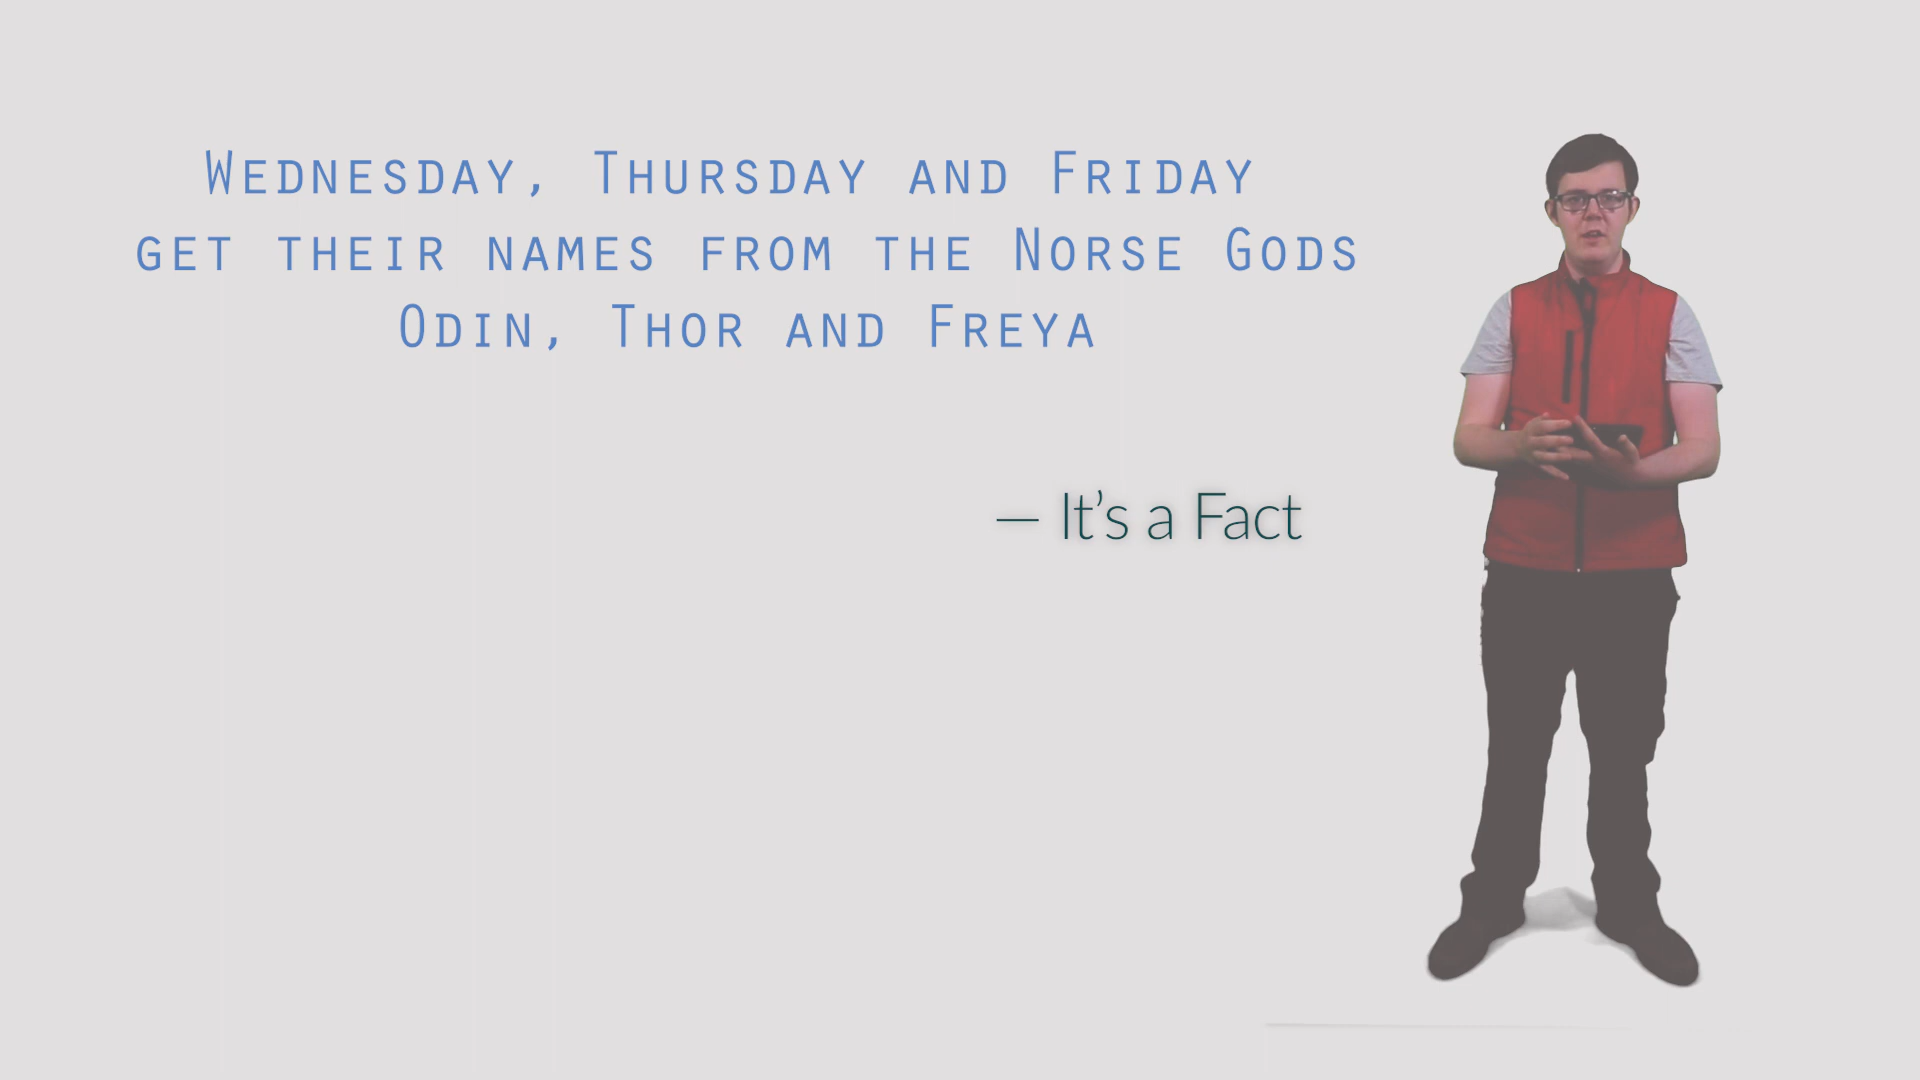 Wednesday, Thursday and Friday
get their names from the Norse Gods
Odin, Thor and Freya
— It’s a Fact